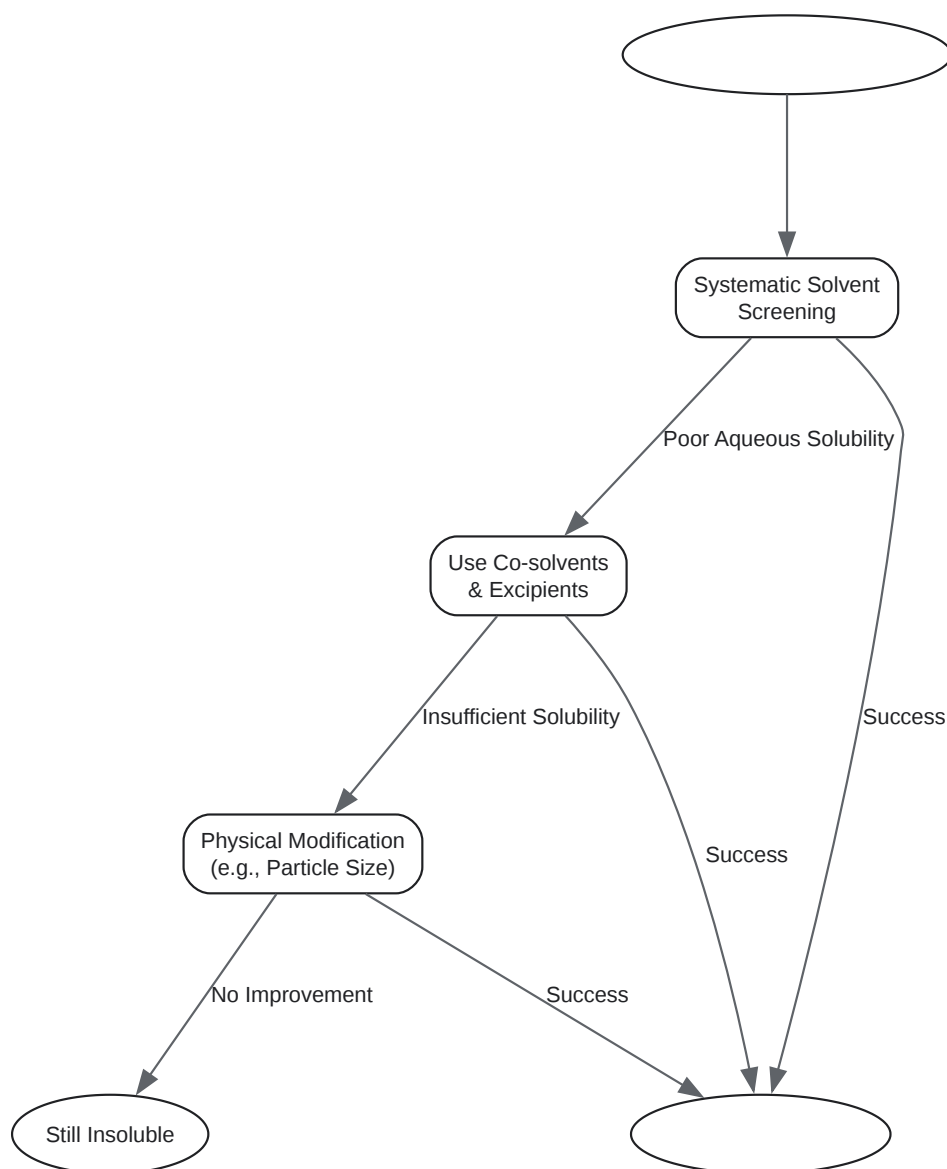 Systematic Solvent
Screening
Poor Aqueous Solubility
Use Co-solvents
& Excipients
Insufficient Solubility
Success
Physical Modification
(e.g., Particle Size)
Success
No Improvement
Success
Still Insoluble